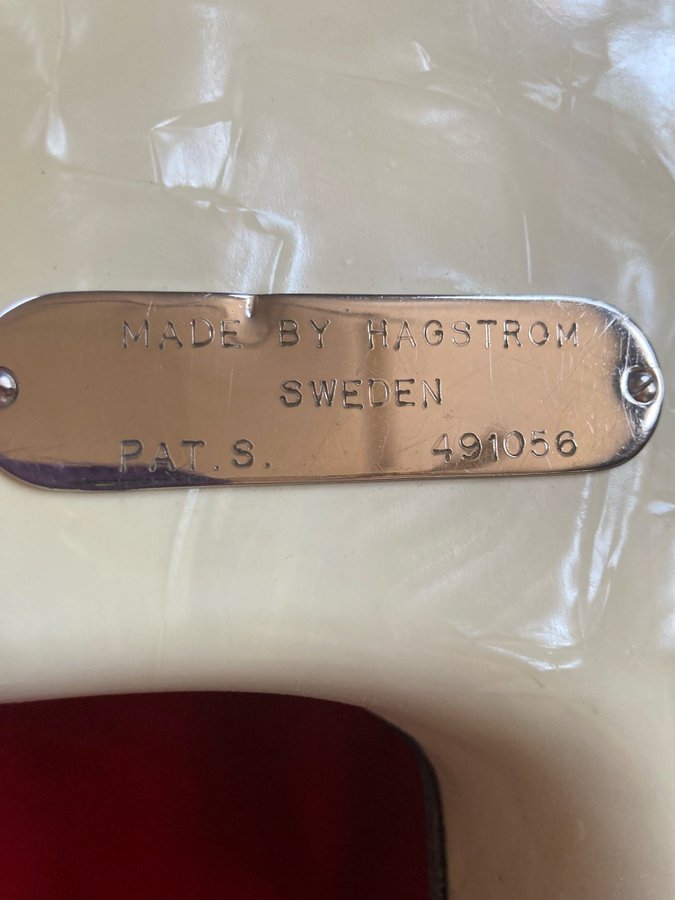 MADE BY HAGSTROM
SWEDEN
PAT.S. 491056